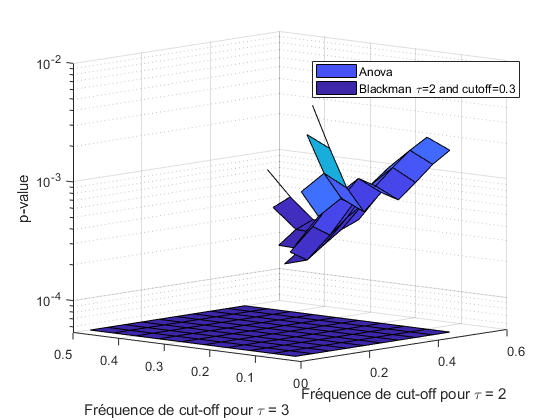 10^-2
Anova
Blackman τ=2 and cutoff=0.3
10^-3
p-value
10^-4
0.5
0.4
0.3
0.2
0.1
0
0
0.2
0.4
0.6
Fréquence de cut-off pour τ = 2
Fréquence de cut-off pour τ = 3